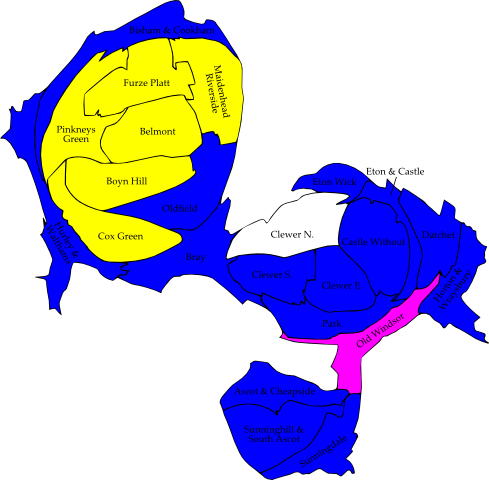 Bisham & Cookham
Furze Platt
Maidenhead
Riverside
Pinkneys
Green
Belmont
Boyn Hill
Oldfield
Cox Green
Hurley &
Walthams
Bray
Eton & Castle
Eton Wick
Clewer N.
Castle Without
Datchet
Clewer S.
Clewer E.
Horton &
Wraysbury
Park
Old Windsor
Ascot & Cheapside
Sunninghill &
South Ascot
Sunningdale